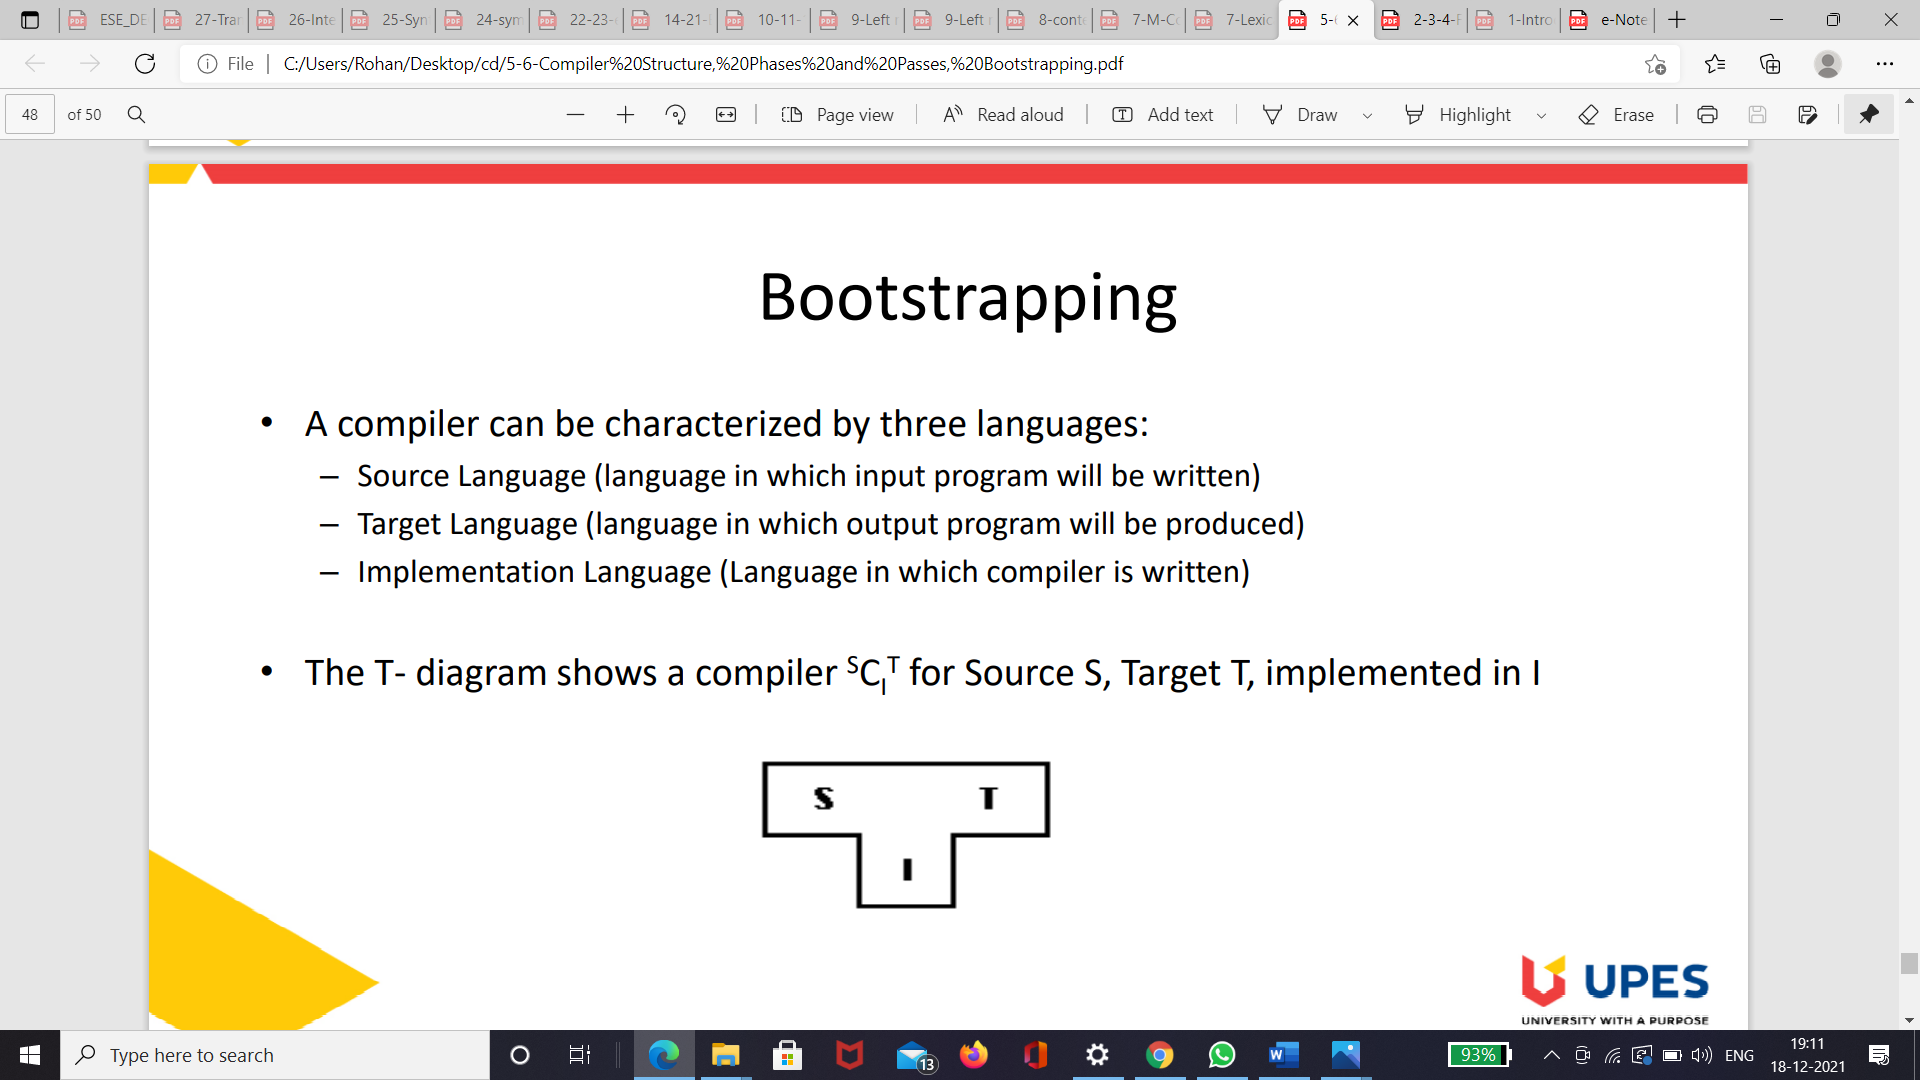 ESE_DE 27-Tran 26-Inte 25-Syn 24-sym 22-23- 14-21- 10-11- 9-Left 9-Left 8-cont 7-M-Co 7-Lexic 5- 2-3-4- 1-Intro e-Note
File C:/Users/Rohan/Desktop/cd/5-6-Compiler%20Structure,%20Phases%20and%20Passes,%20Bootstrapping.pdf
48 of 50 Page view Read aloud Add text Draw Highlight Erase
Bootstrapping
• A compiler can be characterized by three languages:
– Source Language (language in which input program will be written)
– Target Language (language in which output program will be produced)
– Implementation Language (Language in which compiler is written)
• The T- diagram shows a compiler SCIT for Source S, Target T, implemented in I
S T
I
UPES
UNIVERSITY WITH A PURPOSE
Type here to search 13 93% ENG 19:11
18-12-2021